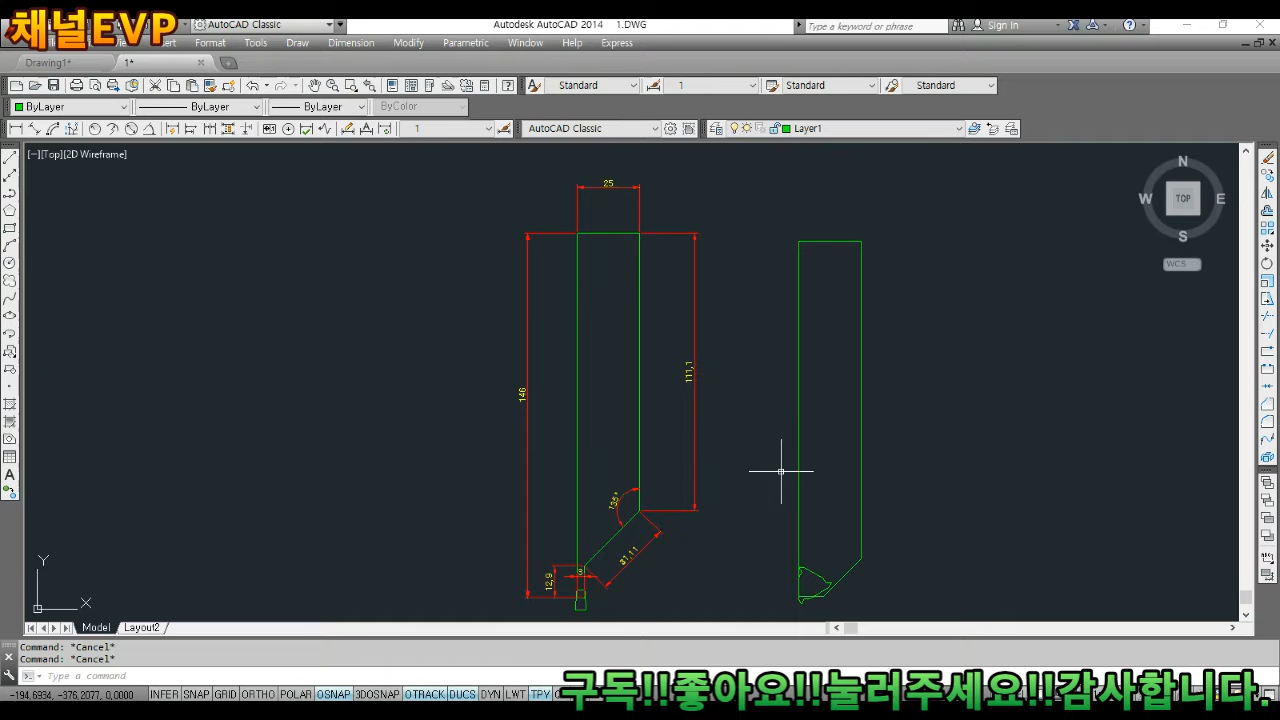 채널EVP
AutoCAD Classic
Autodesk AutoCAD 2014 1.DWG
Type a keyword or phrase
Sign In
Format Tools Draw Dimension Modify Parametric Window Help Express
Drawing1* 1*
Standard 1 Standard Standard
ByLayer ByLayer ByLayer ByColor
1 AutoCAD Classic Layer1
[−][Top][2D Wireframe]
N
W TOP E
S
WCS
25
146
111,1
135°
31,11
12,9
3
Y
X
Model Layout2
Command: *Cancel*
Command: *Cancel*
Type a command
-194,6934, -376,2077, 0,0000 INFER SNAP GRID ORTHO POLAR OSNAP 3DOSNAP OTRACK DUCS DYN LWT TPY
구독!!좋아요!!눌러주세요!!감사합니다.